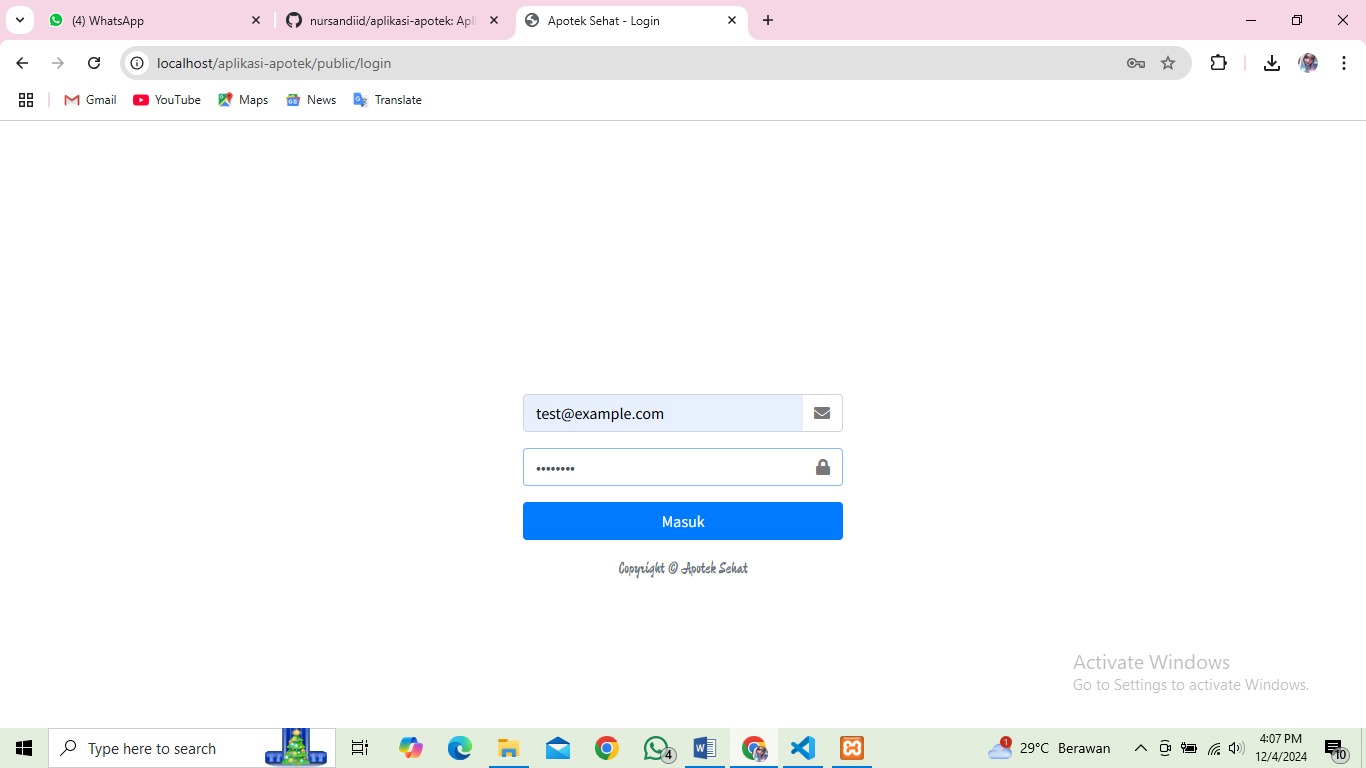 (4) WhatsApp
nursandiid/aplikasi-apotek: Apli
Apotek Sehat - Login
localhost/aplikasi-apotek/public/login
Gmail
YouTube
Maps
News
Translate
test@example.com
••••••••
Masuk
Copyright © Apotek Sehat
Activate Windows
Go to Settings to activate Windows.
Type here to search
4
1
29°C Berawan
4:07 PM
12/4/2024
10